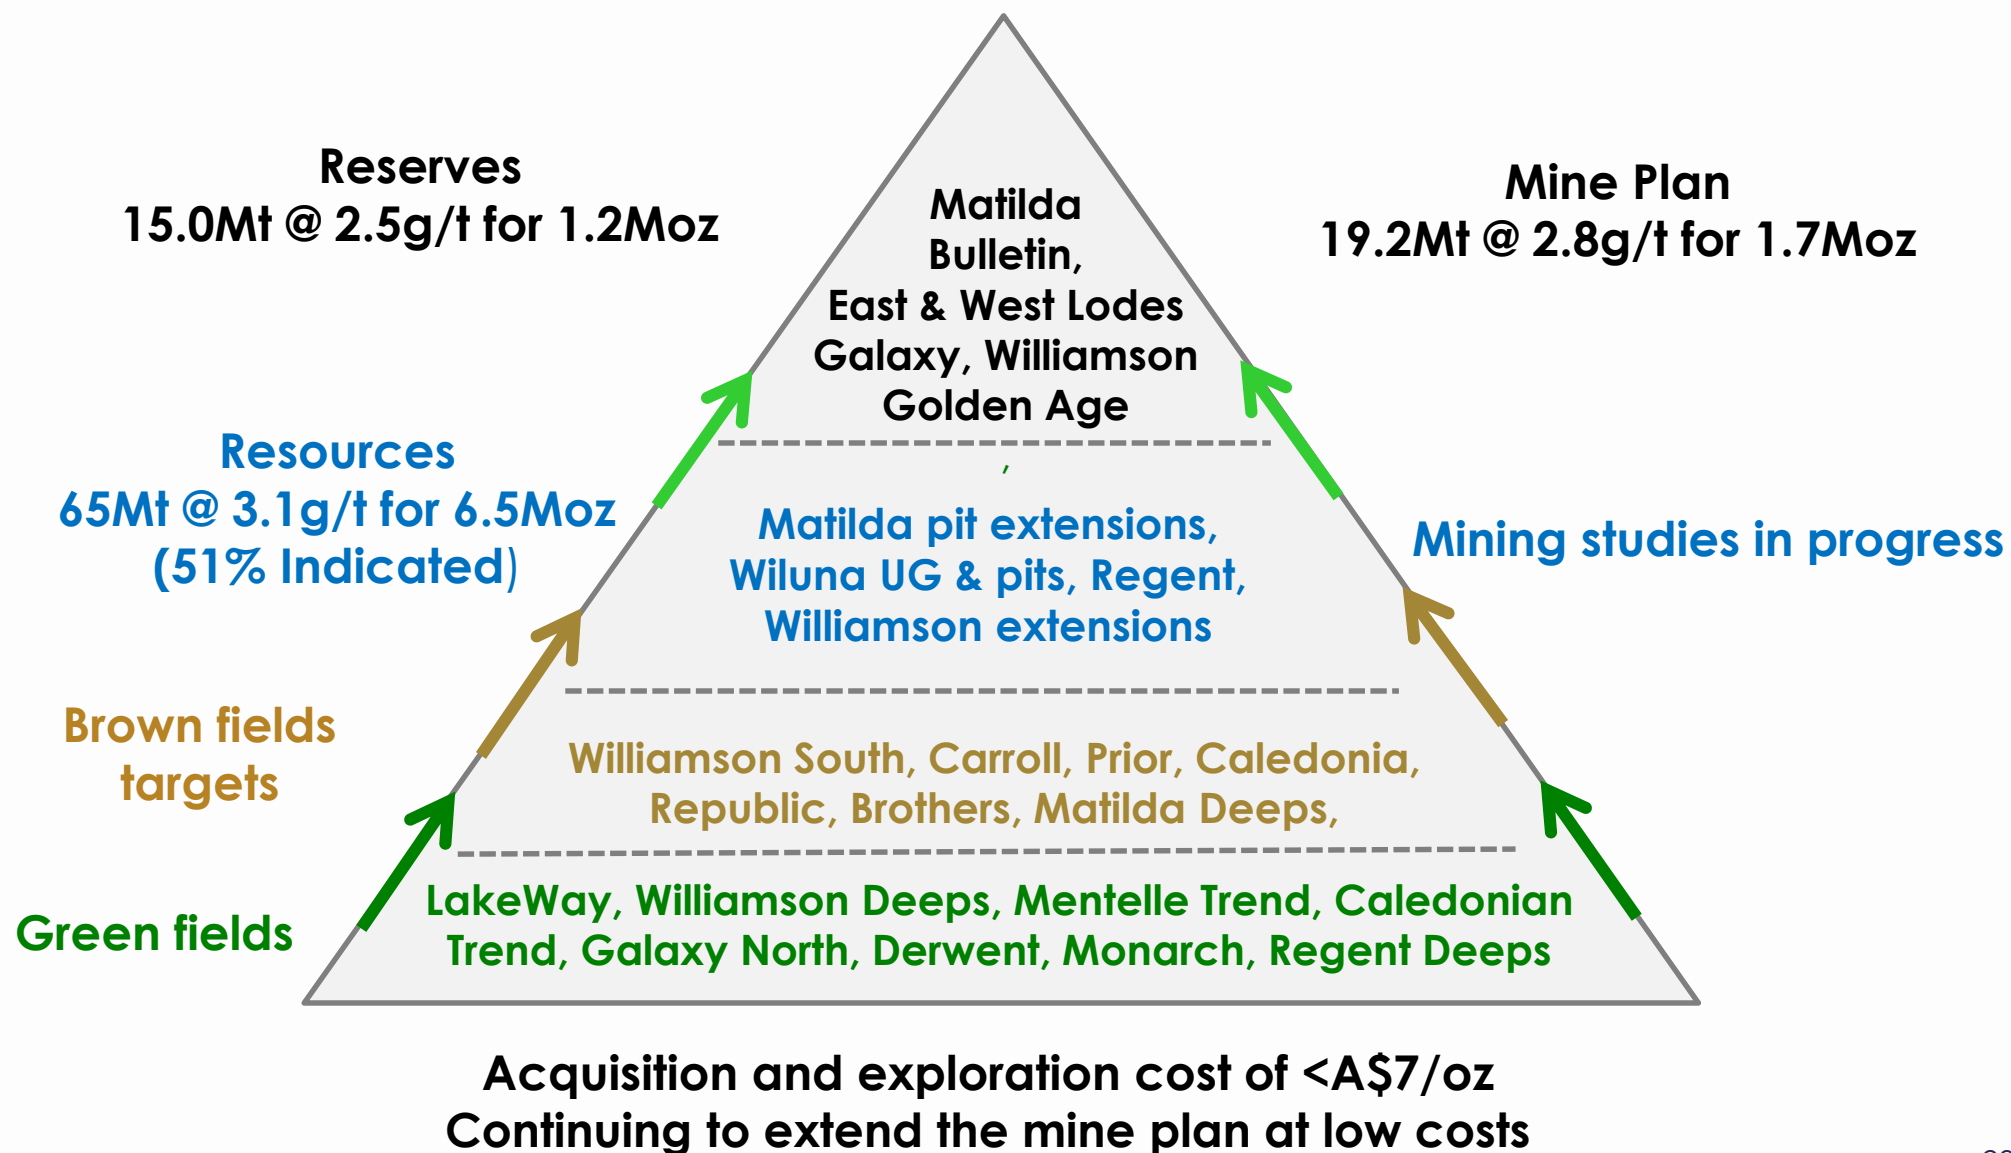 Reserves
15.0Mt @ 2.5g/t for 1.2Moz
Mine Plan
19.2Mt @ 2.8g/t for 1.7Moz
Matilda
Bulletin,
East & West Lodes
Galaxy, Williamson
Golden Age
Resources
65Mt @ 3.1g/t for 6.5Moz
(51% Indicated)
,
Matilda pit extensions,
Wiluna UG & pits, Regent,
Williamson extensions
Mining studies in progress
Brown fields
targets
Williamson South, Carroll, Prior, Caledonia,
Republic, Brothers, Matilda Deeps,
Green fields
LakeWay, Williamson Deeps, Mentelle Trend, Caledonian
Trend, Galaxy North, Derwent, Monarch, Regent Deeps
Acquisition and exploration cost of <A$7/oz
Continuing to extend the mine plan at low costs